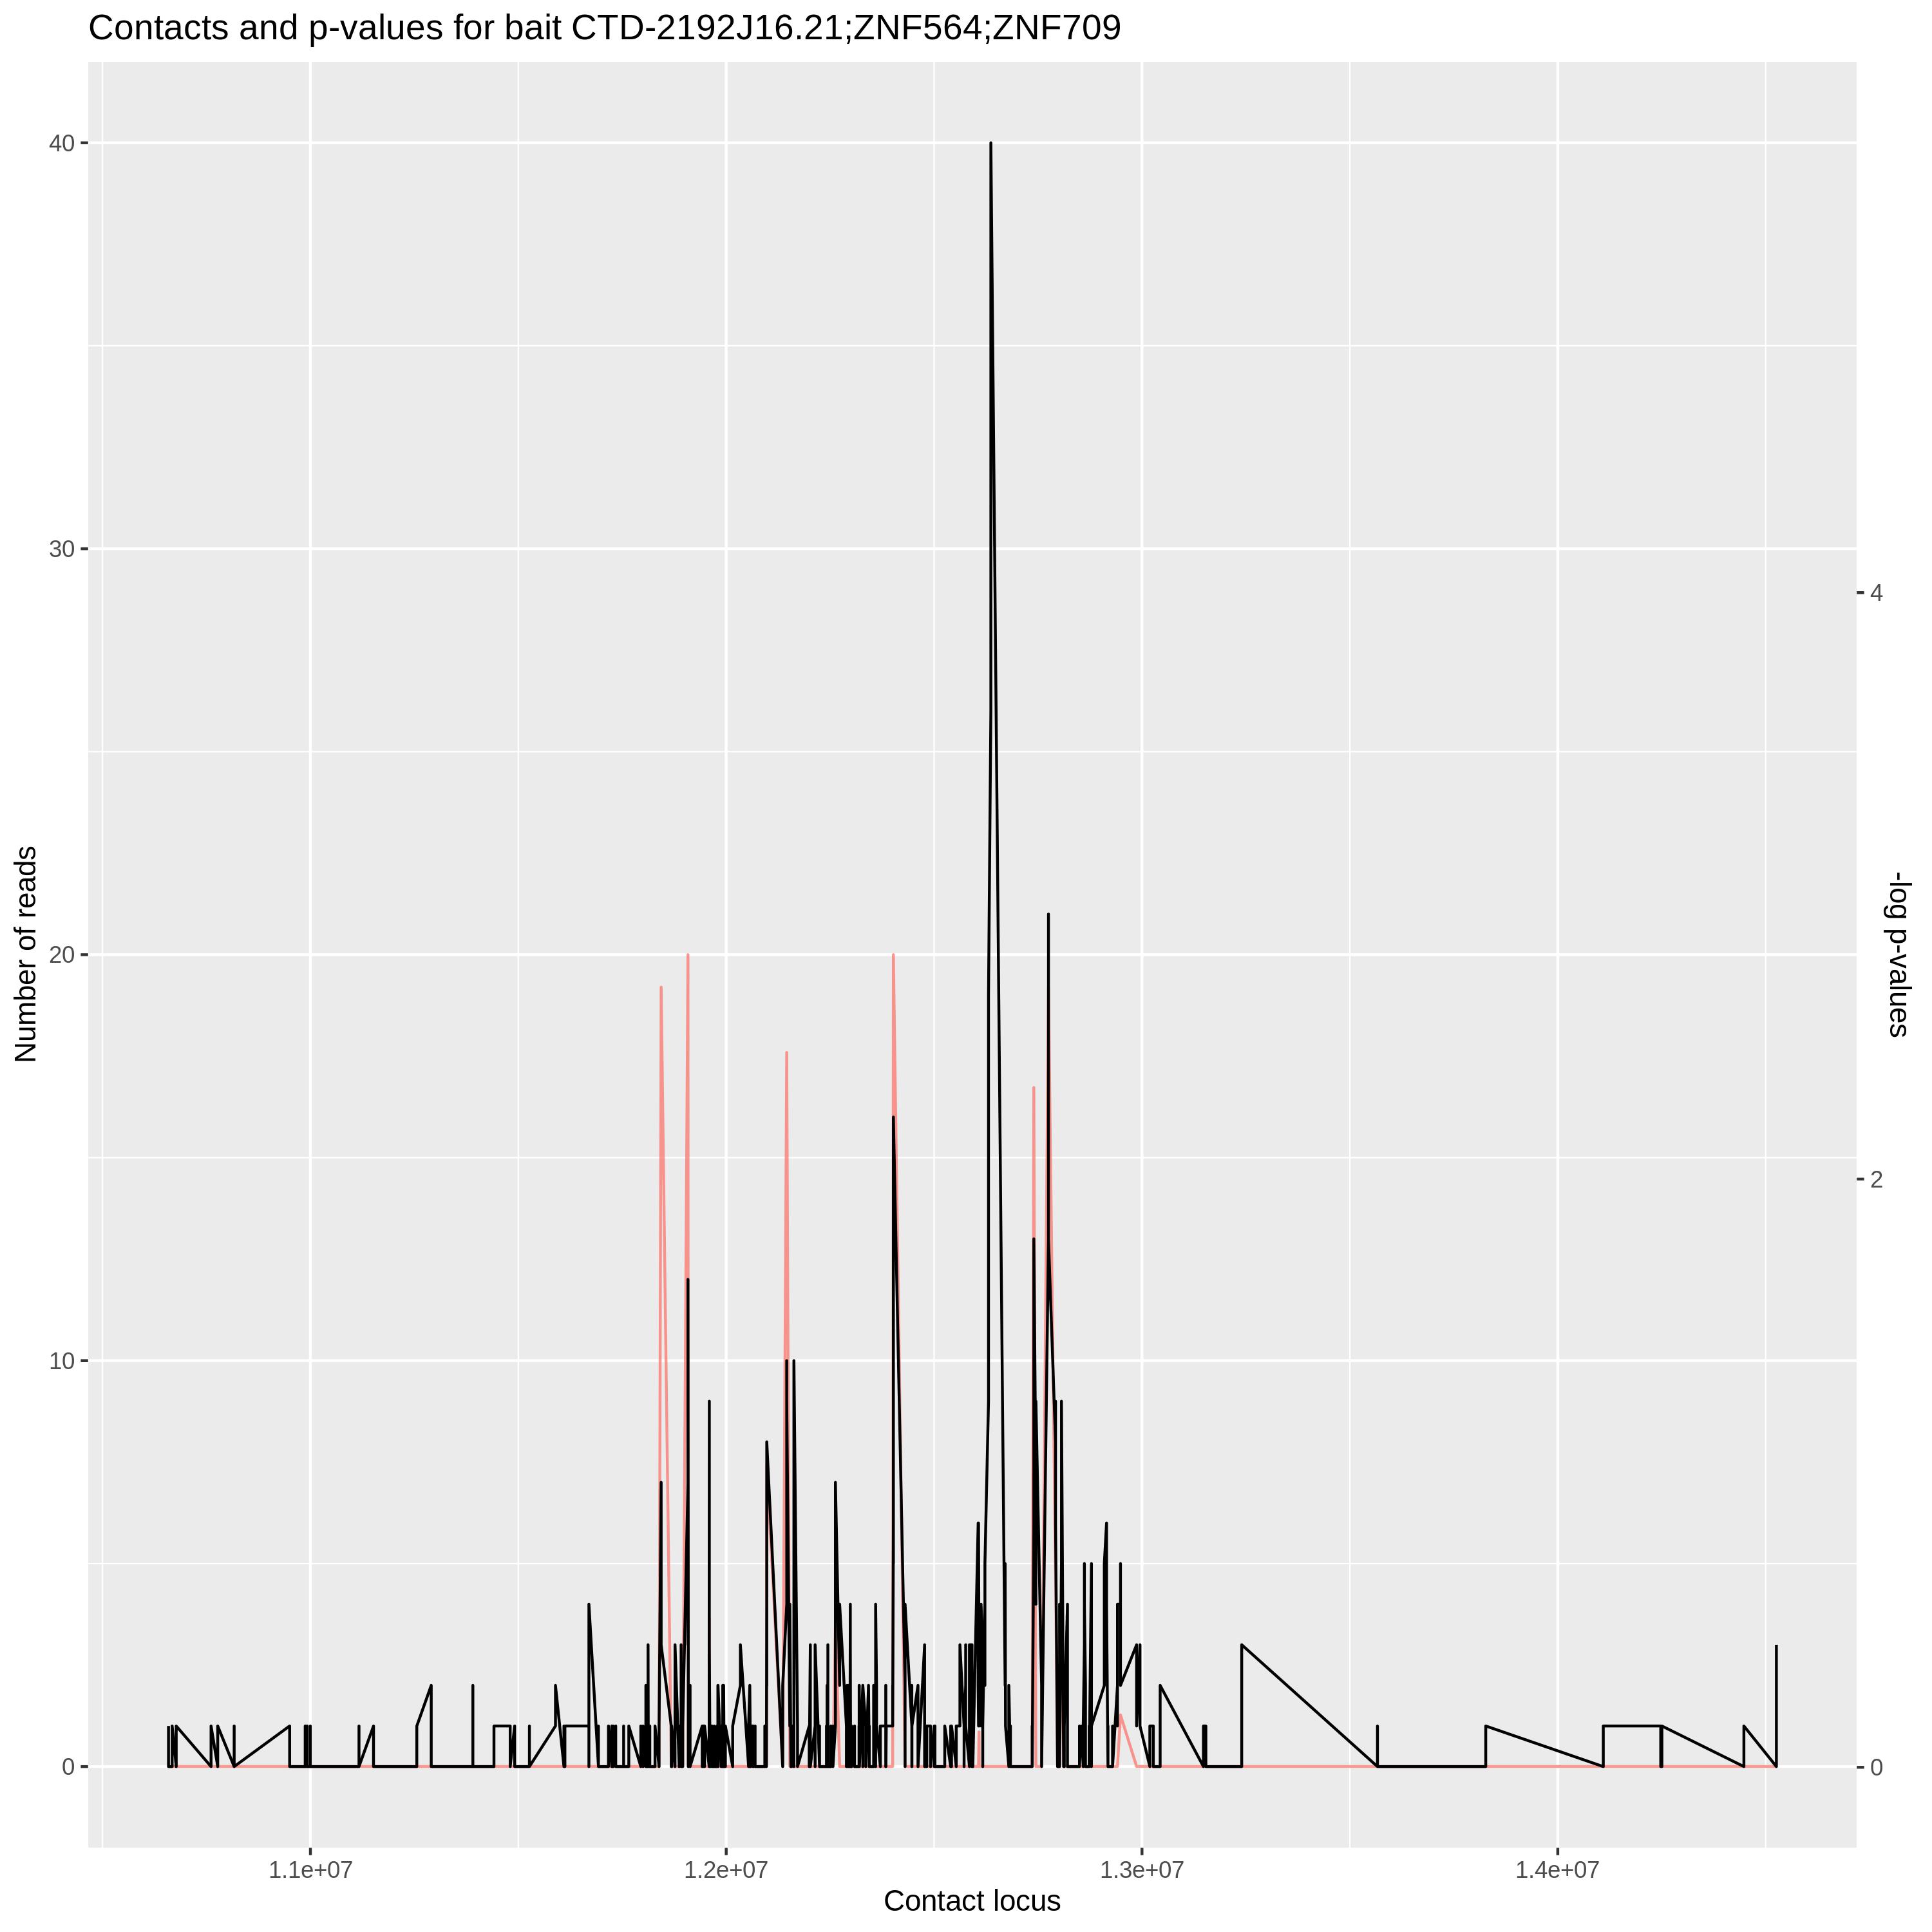 Contacts and p-values for bait CTD-2192J16.21;ZNF564;ZNF709
40
30
20
10
0
Number of reads
4
2
0
-log p-values
1.1e+07
1.2e+07
1.3e+07
1.4e+07
Contact locus